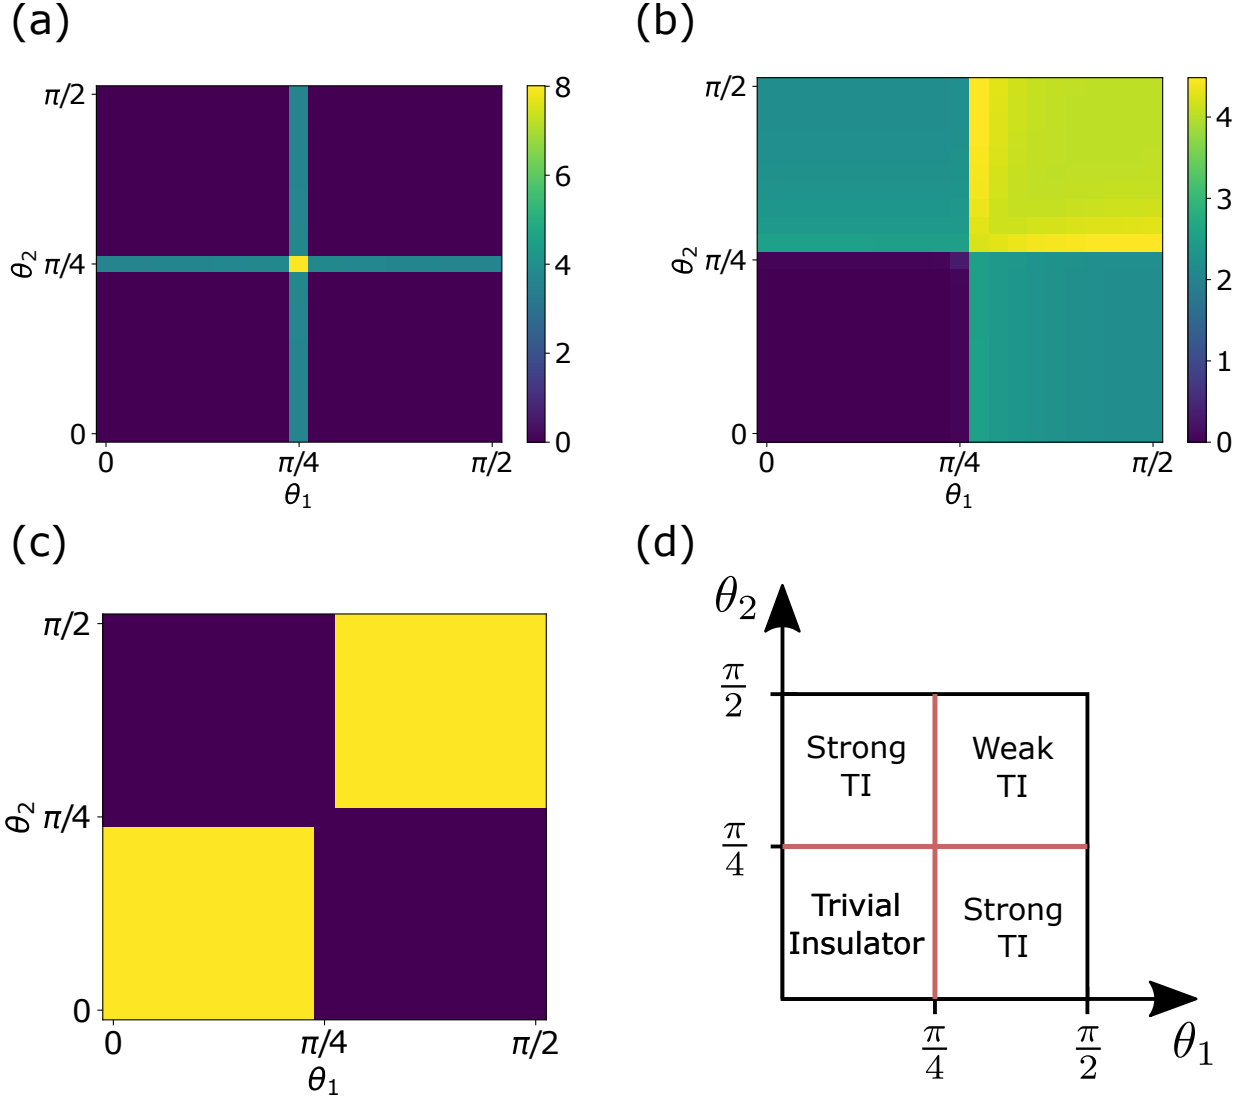 (a)
π/2
θ2 π/4
0
0 π/4 π/2
θ1
8
6
4
2
0
(b)
π/2
θ2 π/4
0
0 π/4 π/2
θ1
4
3
2
1
0
(c)
π/2
θ2 π/4
0
0 π/4 π/2
θ1
(d)
θ2
π/2
π/4
Strong
TI
Weak
TI
Trivial
Insulator
Strong
TI
π/4 π/2
θ1